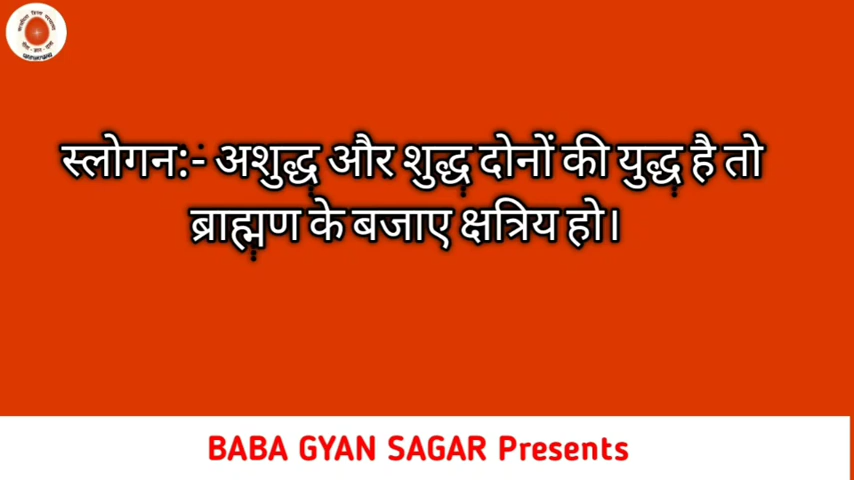 स्लोगन:- अशुद्ध और शुद्ध दोनों की युद्ध है तो
ब्राह्मण के बजाए क्षत्रिय हो।
BABA GYAN SAGAR Presents